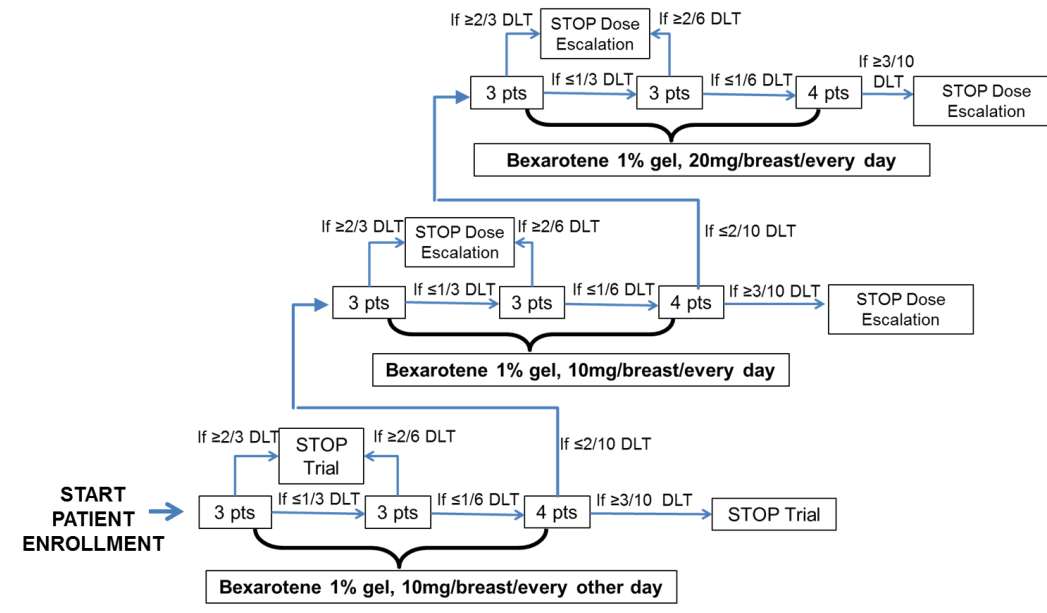 If ≥2/3 DLT
STOP Dose
Escalation
If ≥2/6 DLT
3 pts
If ≤1/3 DLT
3 pts
If ≤1/6 DLT
4 pts
If ≥3/10
DLT
STOP Dose
Escalation
Bexarotene 1% gel, 20mg/breast/every day
If ≤2/10 DLT
If ≥2/3 DLT
STOP Dose
Escalation
If ≥2/6 DLT
3 pts
If ≤1/3 DLT
3 pts
If ≤1/6 DLT
4 pts
If ≥3/10 DLT
STOP Dose
Escalation
Bexarotene 1% gel, 10mg/breast/every day
If ≤2/10 DLT
If ≥2/3 DLT
STOP
Trial
If ≥2/6 DLT
START
PATIENT
ENROLLMENT
3 pts
If ≤1/3 DLT
3 pts
If ≤1/6 DLT
4 pts
If ≥3/10 DLT
STOP Trial
Bexarotene 1% gel, 10mg/breast/every other day